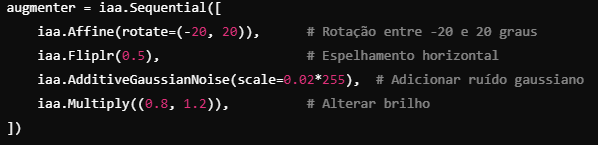 augmenter = iaa.Sequential([
    iaa.Affine(rotate=(-20, 20)),      # Rotação entre -20 e 20 graus
    iaa.Fliplr(0.5),                   # Espelhamento horizontal
    iaa.AdditiveGaussianNoise(scale=0.02*255),  # Adicionar ruído gaussiano
    iaa.Multiply((0.8, 1.2)),          # Alterar brilho
])